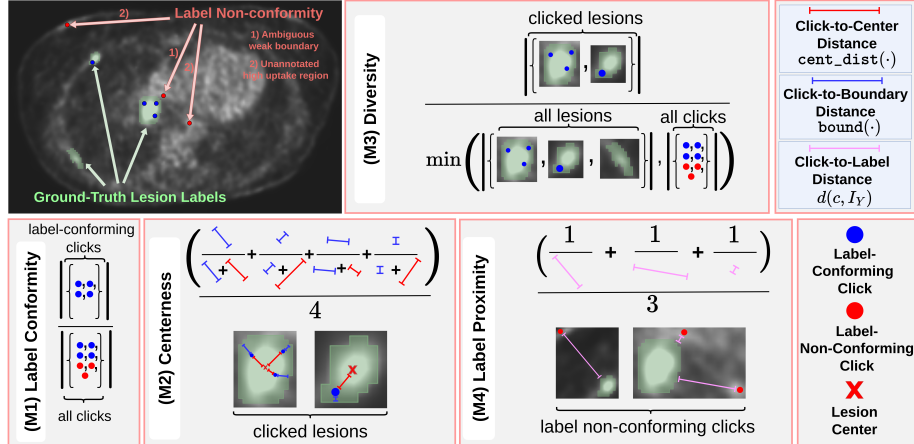 2)
Label Non-conformity
1) Ambiguous
weak boundary
1)
2) Unannotated
high uptake region
2)
Ground-Truth Lesion Labels
(M3) Diversity
clicked lesions
all lesions
all clicks
min
Click-to-Center
Distance
cent_dist(·)
Click-to-Boundary
Distance
bound(·)
Click-to-Label
Distance
d(c, I_Y)
(M1) Label Conformity
label-conforming
clicks
all clicks
(M2) Centerness
+ + +
+ + + +
4
X
clicked lesions
(M4) Label Proximity
1 + 1 + 1
3
label non-conforming clicks
Label-
Conforming
Click
Label-
Non-Conforming
Click
X
Lesion
Center